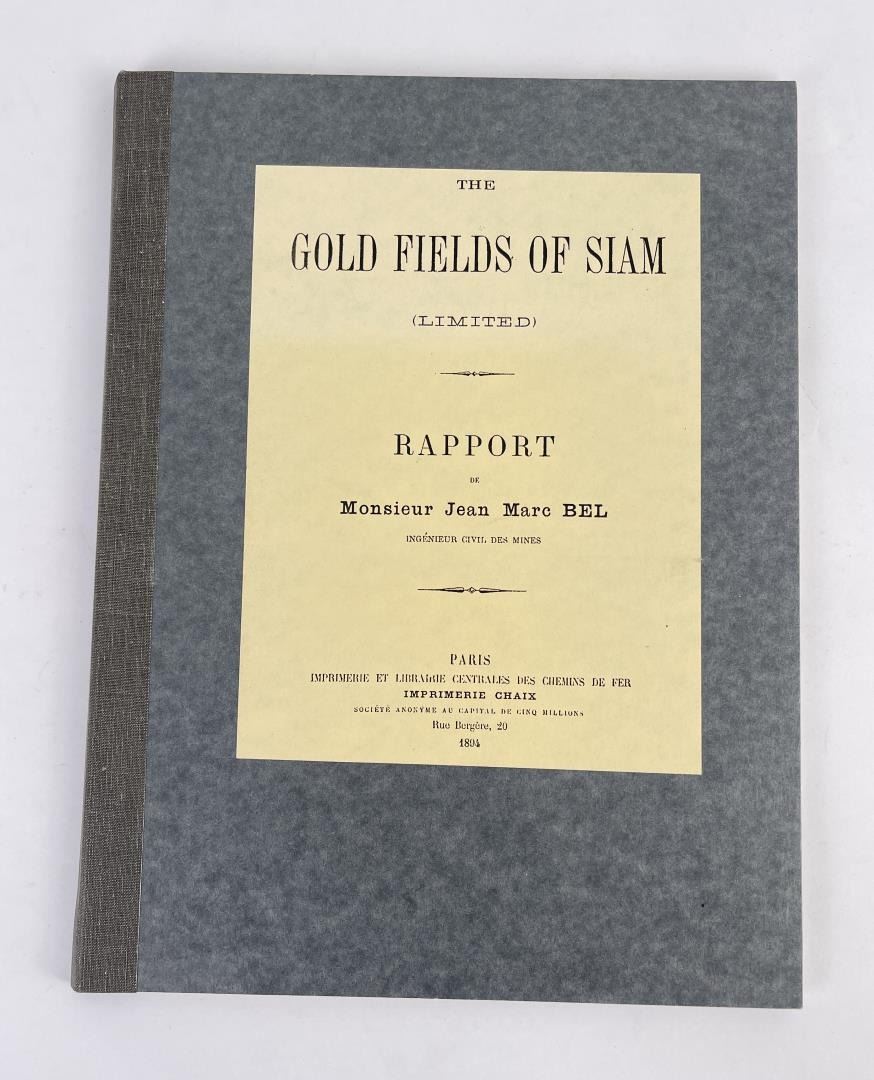 THE
GOLD FIELDS OF SIAM
(LIMITED)
RAPPORT
DE
Monsieur Jean Marc BEL
INGÉNIEUR CIVIL DES MINES
PARIS
IMPRIMERIE ET LIBRAIRIE CENTRALES DES CHEMINS DE FER
IMPRIMERIE CHAIX
SOCIÉTÉ ANONYME AU CAPITAL DE CINQ MILLIONS
Rue Bergère, 20
1894